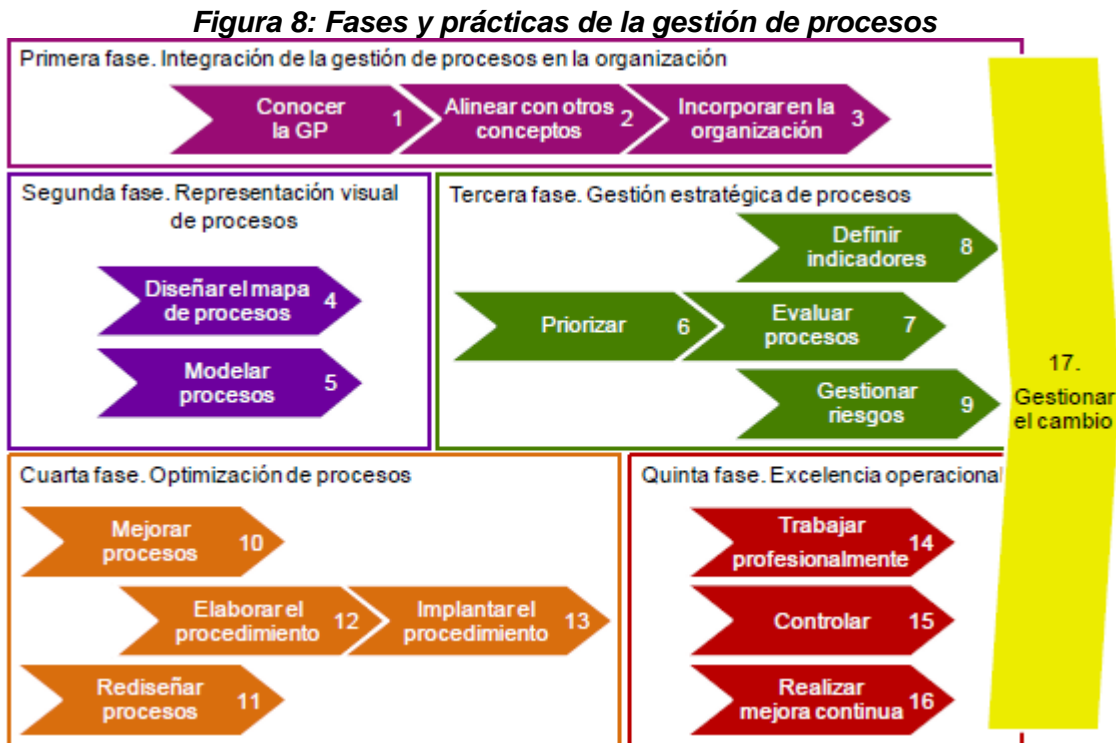 Figura 8: Fases y prácticas de la gestión de procesos
Primera fase. Integración de la gestión de procesos en la organización
Conocer
la GP
1
Alinear con otros
conceptos
2
Incorporar en la
organización
3
Segunda fase. Representación visual
de procesos
Diseñar el mapa
de procesos
4
Modelar
procesos
5
Tercera fase. Gestión estratégica de procesos
Definir
indicadores
8
Priorizar
6
Evaluar
procesos
7
Gestionar
riesgos
9
Cuarta fase. Optimización de procesos
Mejorar
procesos
10
Elaborar el
procedimiento
12
Implantar el
procedimiento
13
Rediseñar
procesos
11
Quinta fase. Excelencia operacional
Trabajar
profesionalmente
14
Controlar
15
Realizar
mejora continua
16
17.
Gestionar
el cambio